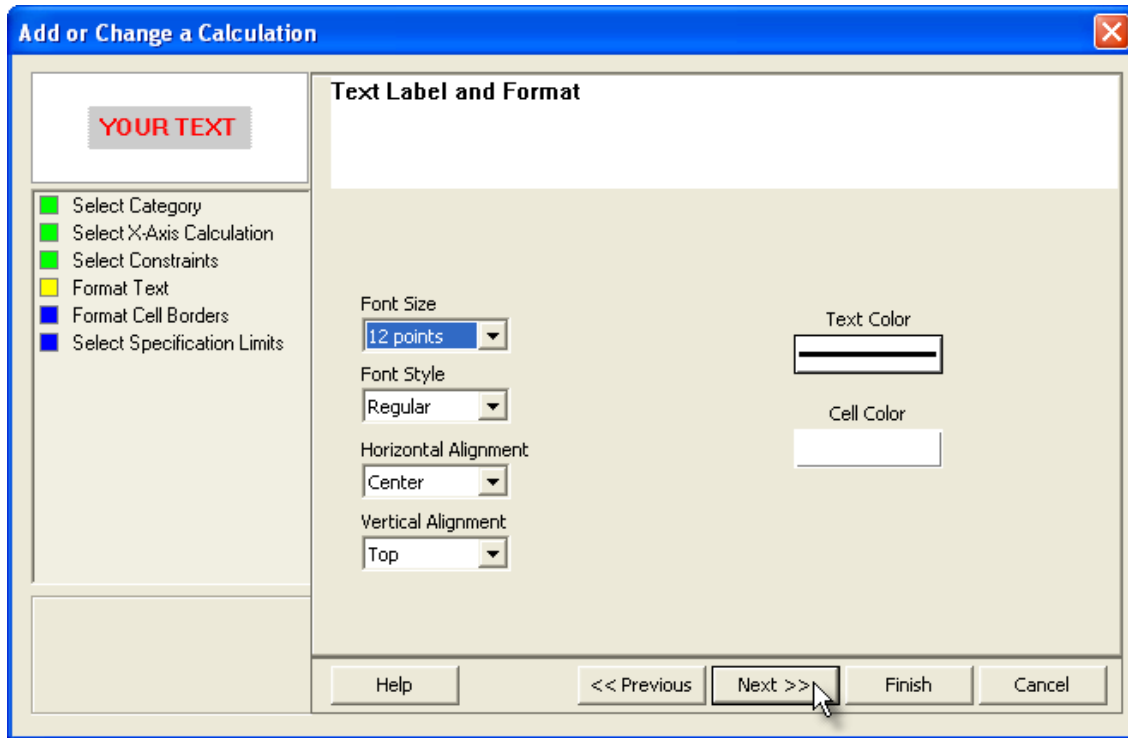 Add or Change a Calculation
YOUR TEXT
Select Category
Select X-Axis Calculation
Select Constraints
Format Text
Format Cell Borders
Select Specification Limits
Text Label and Format
Font Size
12 points
Font Style
Regular
Horizontal Alignment
Center
Vertical Alignment
Top
Text Color
Cell Color
Help
<< Previous
Next >>
Finish
Cancel